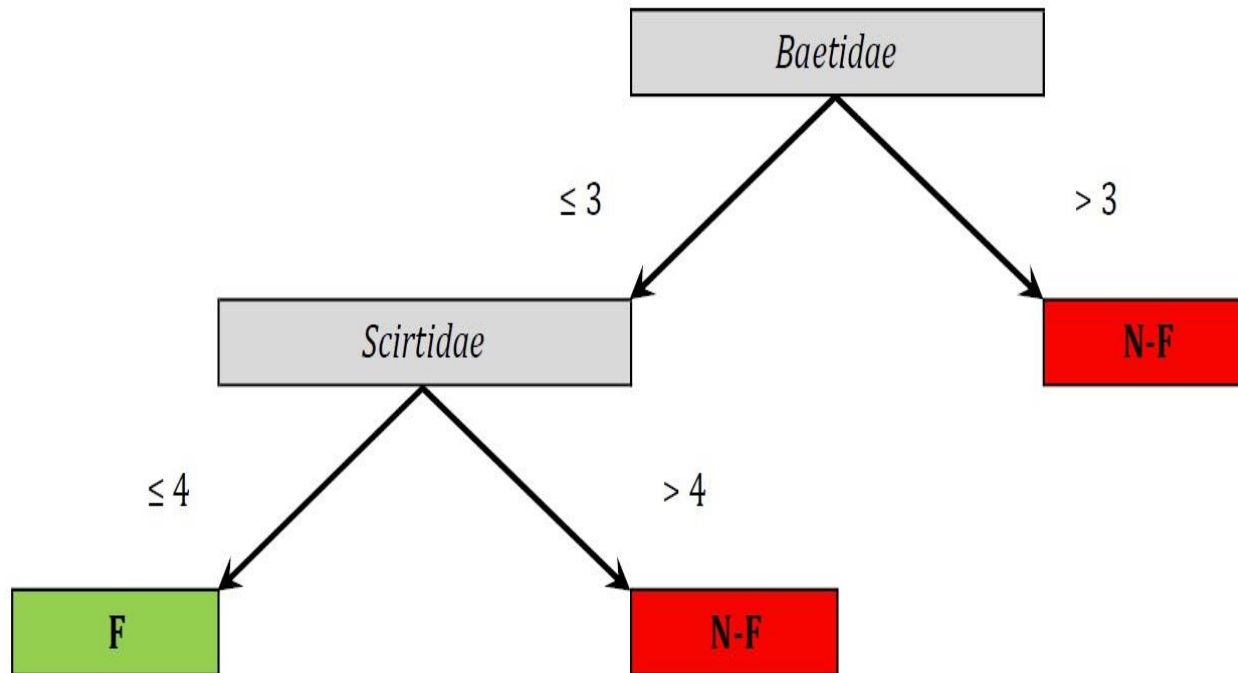 Baetidae
≤ 3
> 3
Scirtidae
N-F
≤ 4
> 4
F
N-F